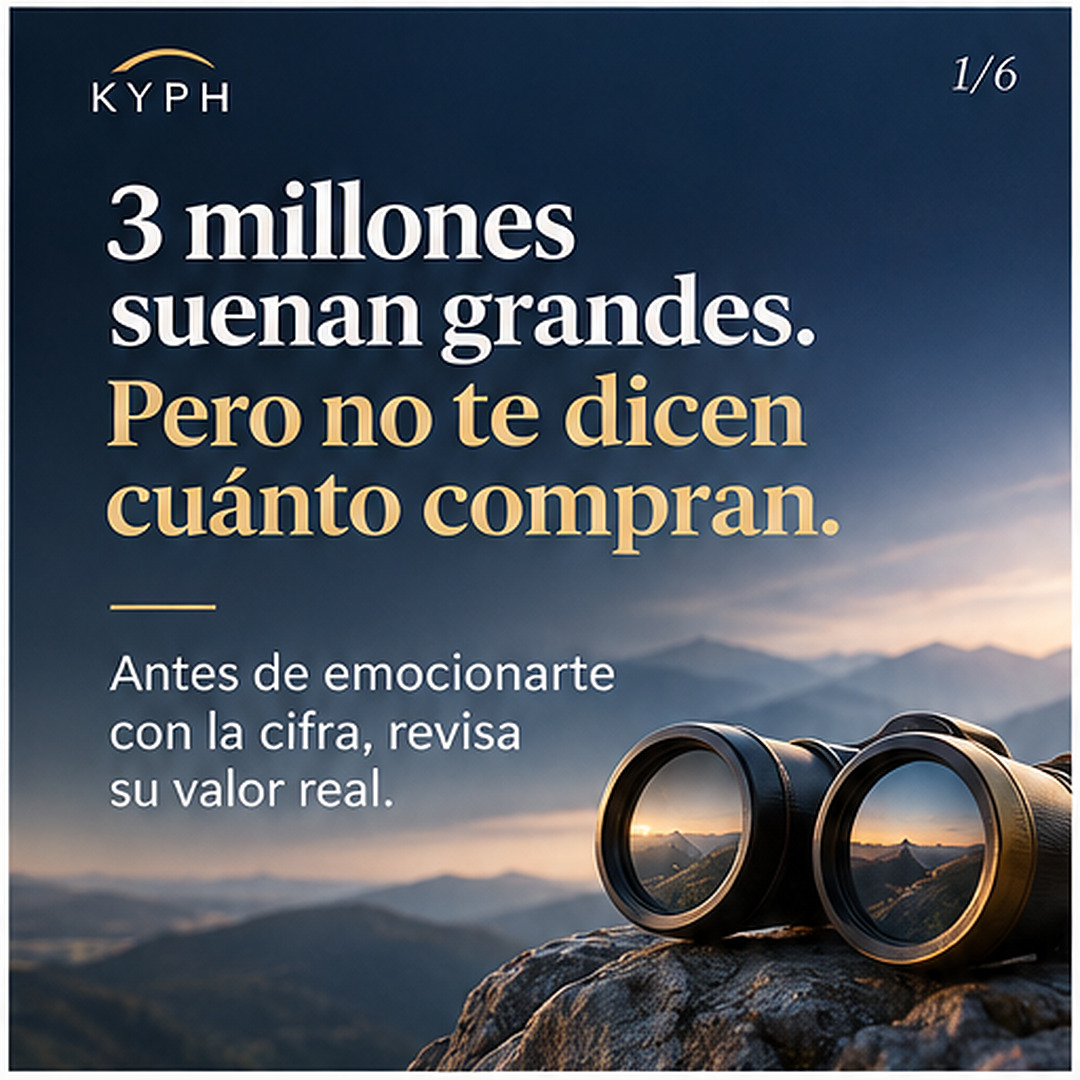 KYPH
1/6
3 millones
suenan grandes.
Pero no te dicen
cuánto compran.
Antes de emocionarte
con la cifra, revisa
su valor real.